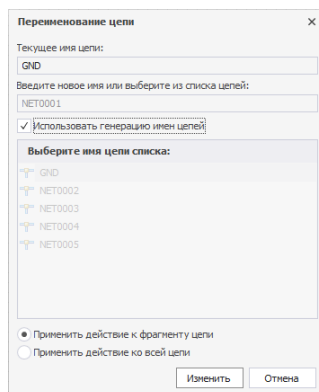 Переименование цепи
Текущее имя цепи:
GND
Введите новое имя или выберите из списка цепей:
NET0001
Использовать генерацию имен цепей
Выберите имя цепи списка:
GND
NET0002
NET0003
NET0004
NET0005
Применить действие к фрагменту цепи
Применить действие ко всей цепи
Изменить Отмена